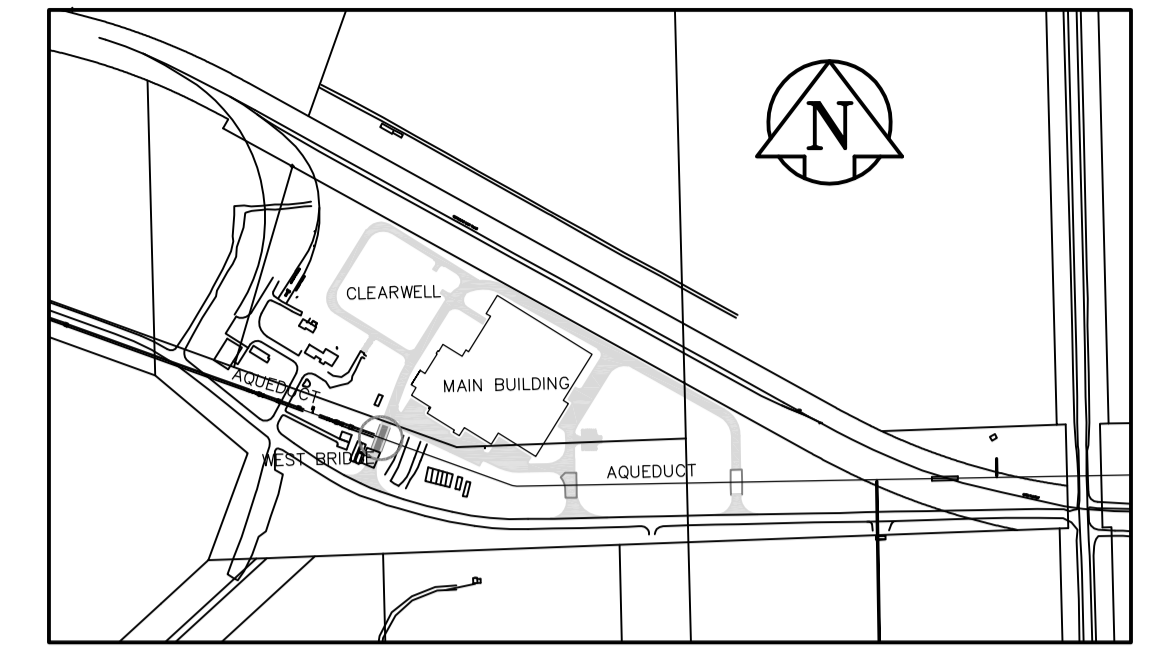 N
CLEARWELL
MAIN BUILDING
AQUEDUCT
WEST BRIDGE
AQUEDUCT